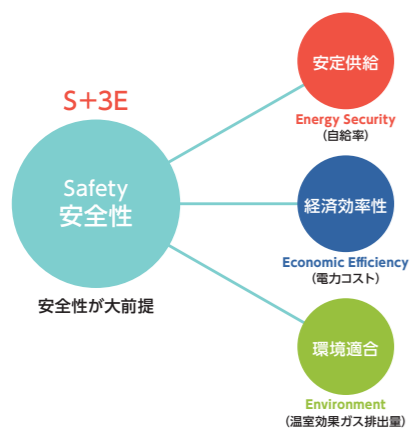 S+3E
Safety
安全性
安全性が大前提
安定供給
Energy Security
(自給率)
経済効率性
Economic Efficiency
(電力コスト)
環境適合
Environment
(温室効果ガス排出量)